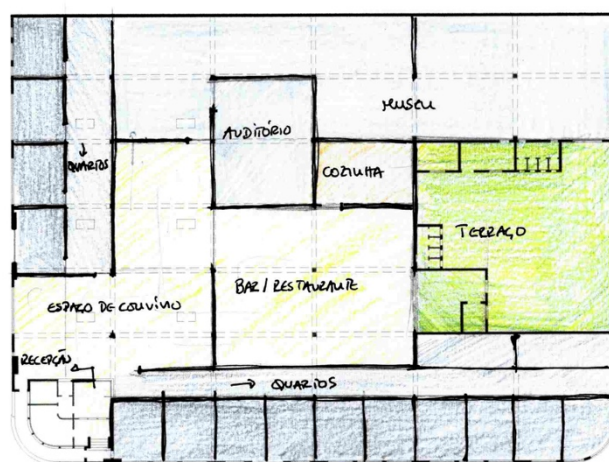 MUSEU
AUDITÓRIO
QUARTOS
COZINHA
TERRAÇO
BAR/RESTAURANTE
ESPAÇO DE CONVÍVIO
RECEPÇÃO
QUARTOS